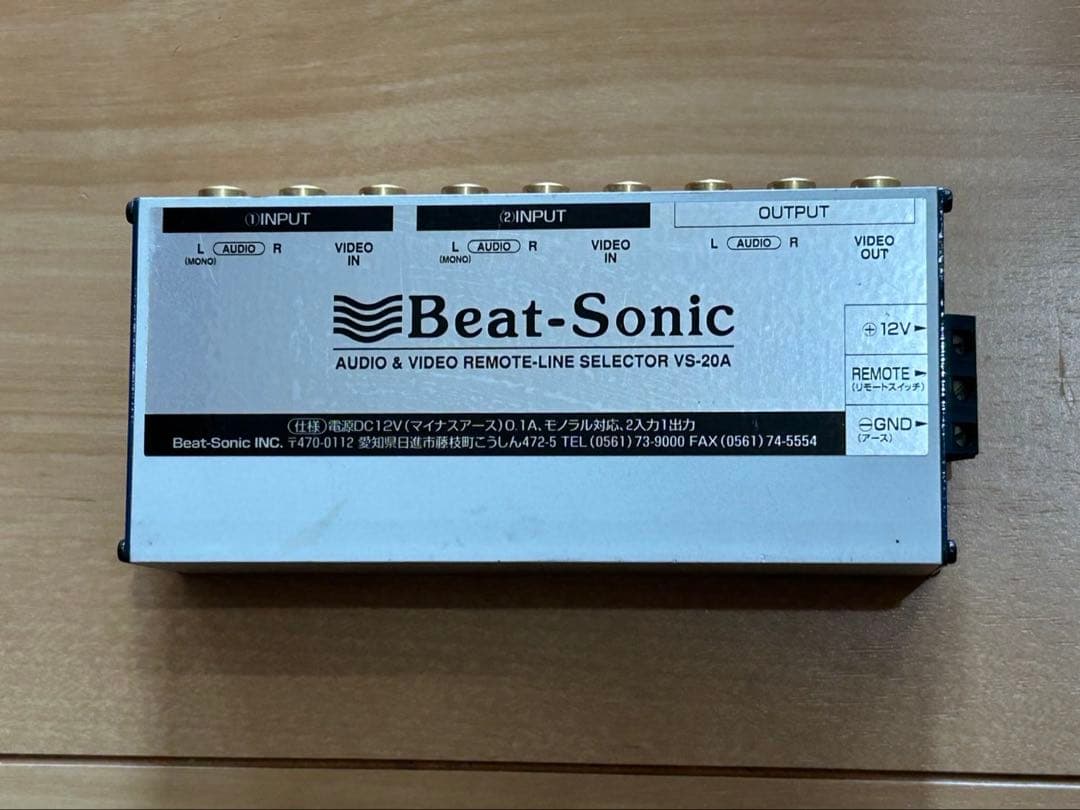 ①INPUT
L AUDIO R
(MONO)
VIDEO
IN
②INPUT
L AUDIO R
(MONO)
VIDEO
IN
OUTPUT
L AUDIO R
VIDEO
OUT
Beat-Sonic
AUDIO & VIDEO REMOTE-LINE SELECTOR VS-20A
⊕12V
REMOTE
(リモートスイッチ)
⊖GND
(アース)
仕様 電源DC12V(マイナスアース)0.1A、モノラル対応、2入力1出力
Beat-Sonic INC. 〒470-0112 愛知県日進市藤枝町こうしん472-5 TEL(0561)73-9000 FAX(0561)74-5554